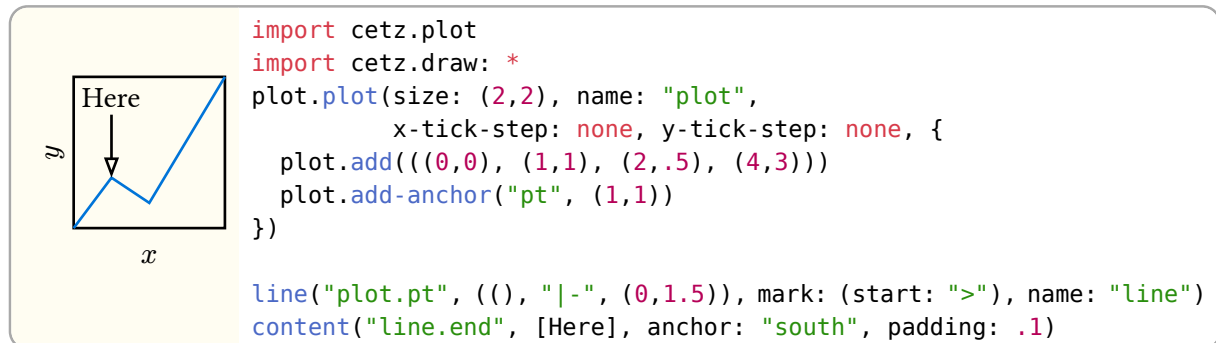 Here
y
x
import cetz.plot
import cetz.draw: *
plot.plot(size: (2,2), name: "plot",
          x-tick-step: none, y-tick-step: none, {
  plot.add(((0,0), (1,1), (2,.5), (4,3)))
  plot.add-anchor("pt", (1,1))
})

line("plot.pt", ((), "|-", (0,1.5)), mark: (start: ">"), name: "line")
content("line.end", [Here], anchor: "south", padding: .1)